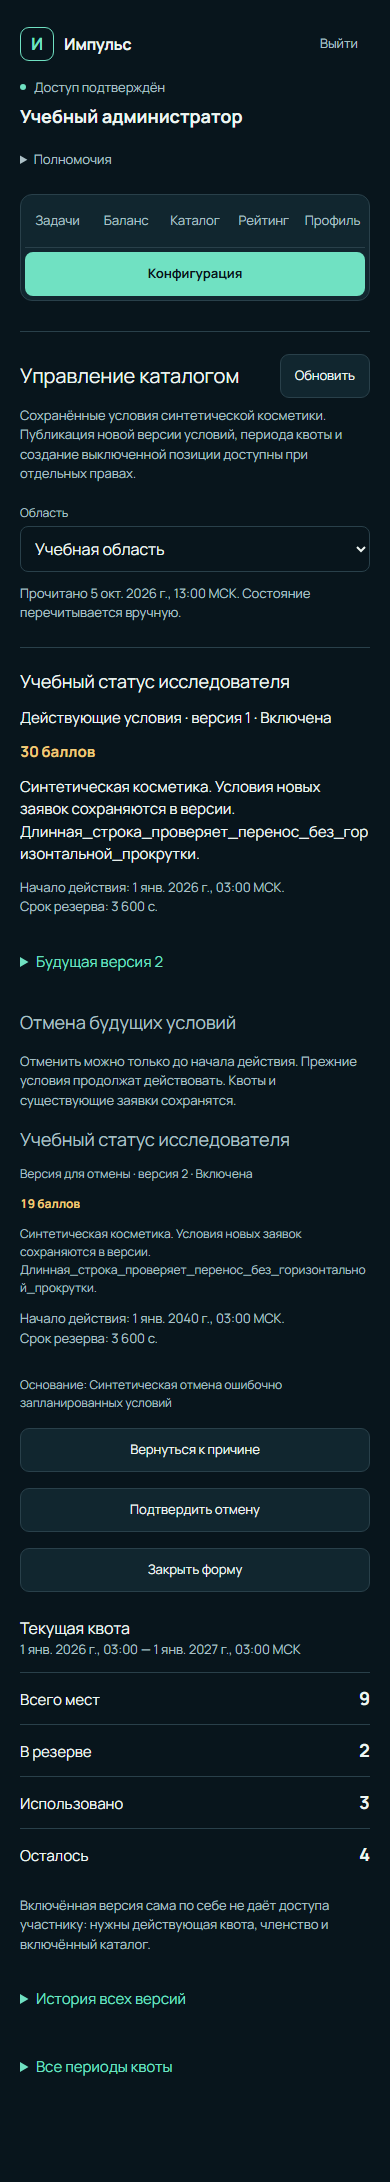 И Импульс Выйти
Доступ подтверждён
Учебный администратор
Полномочия
Задачи Баланс Каталог Рейтинг Профиль
Конфигурация
Управление каталогом Обновить
Сохранённые условия синтетической косметики.
Публикация новой версии условий, периода квоты и
создание выключенной позиции доступны при
отдельных правах.
Область
Учебная область
Прочитано 5 окт. 2026 г., 13:00 МСК. Состояние
перечитывается вручную.
Учебный статус исследователя
Действующие условия · версия 1 · Включена
30 баллов
Синтетическая косметика. Условия новых
заявок сохраняются в версии.
Длинная_строка_проверяет_перенос_без_гор
изонтальной_прокрутки.
Начало действия: 1 янв. 2026 г., 03:00 МСК.
Срок резерва: 3 600 с.
Будущая версия 2
Отмена будущих условий
Отменить можно только до начала действия. Прежние
условия продолжат действовать. Квоты и
существующие заявки сохранятся.
Учебный статус исследователя
Версия для отмены · версия 2 · Включена
19 баллов
Синтетическая косметика. Условия новых заявок
сохраняются в версии.
Длинная_строка_проверяет_перенос_без_горизонтально
й_прокрутки.
Начало действия: 1 янв. 2040 г., 03:00 МСК.
Срок резерва: 3 600 с.
Основание: Синтетическая отмена ошибочно
запланированных условий
Вернуться к причине
Подтвердить отмену
Закрыть форму
Текущая квота
1 янв. 2026 г., 03:00 — 1 янв. 2027 г., 03:00 МСК
Всего мест 9
В резерве 2
Использовано 3
Осталось 4
Включённая версия сама по себе не даёт доступа
участнику: нужны действующая квота, членство и
включённый каталог.
История всех версий
Все периоды квоты